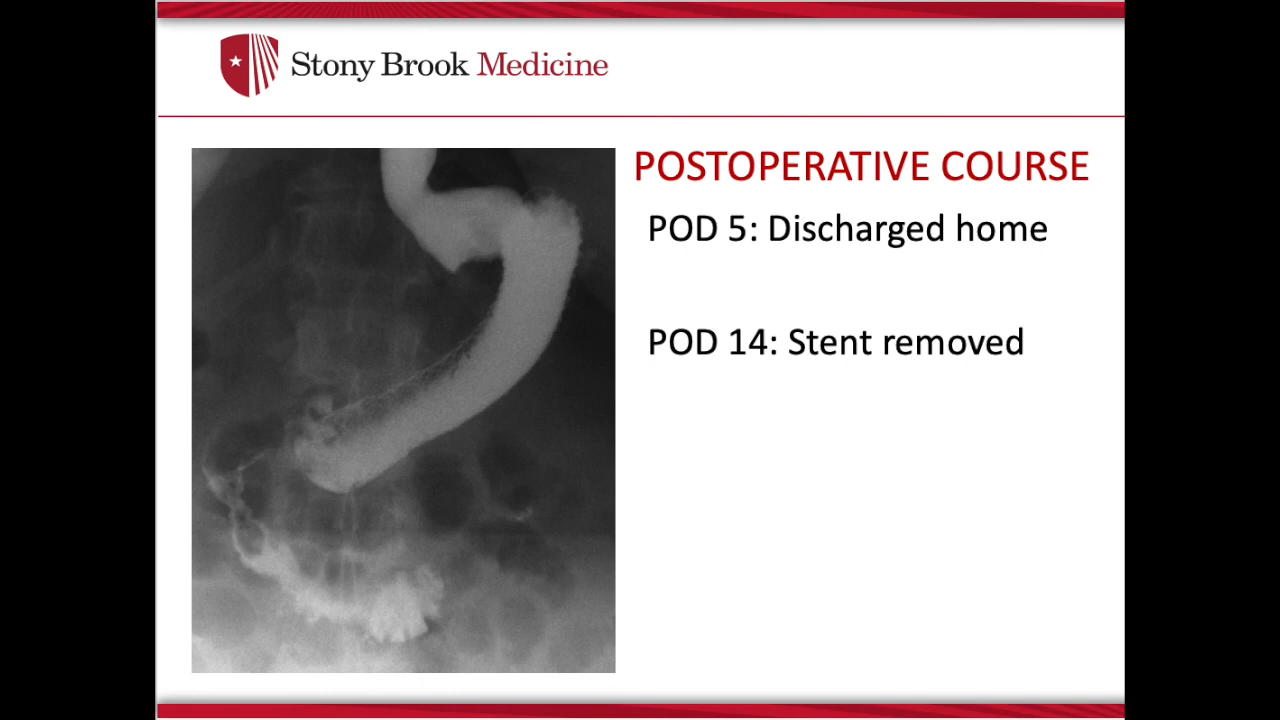 Stony Brook Medicine
POSTOPERATIVE COURSE
POD 5: Discharged home
POD 14: Stent removed